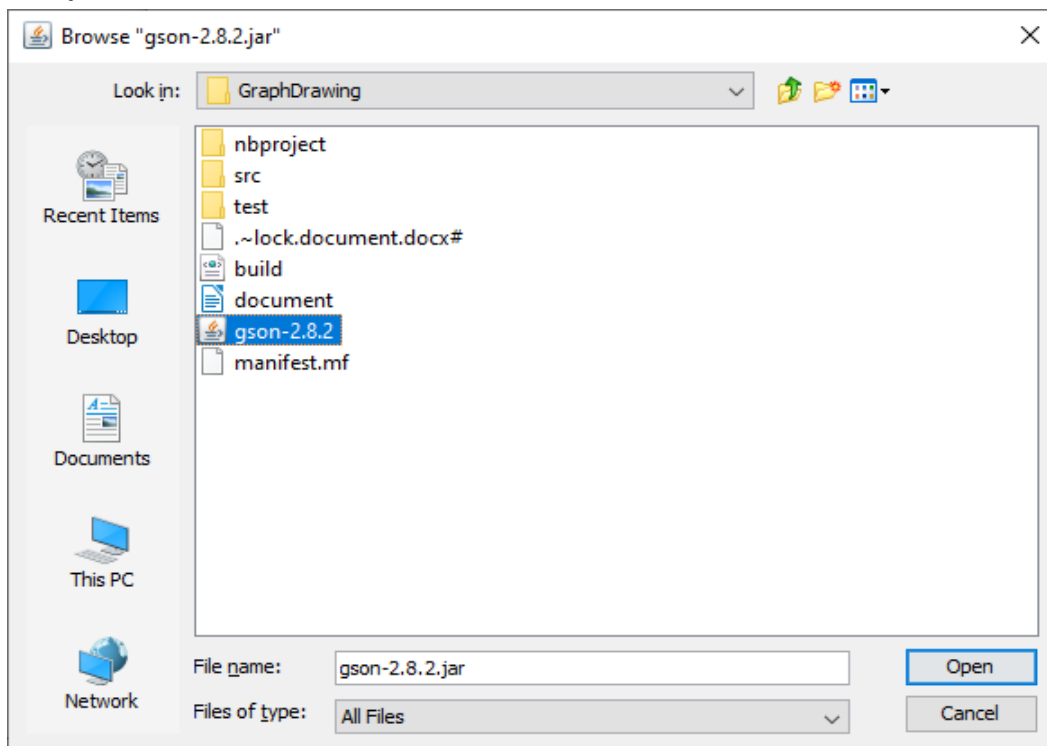 Browse "gson-2.8.2.jar"
Look in:
GraphDrawing
Recent Items
Desktop
Documents
This PC
Network
nbproject
src
test
.~lock.document.docx#
build
document
gson-2.8.2
manifest.mf
File name:
gson-2.8.2.jar
Open
Files of type:
All Files
Cancel